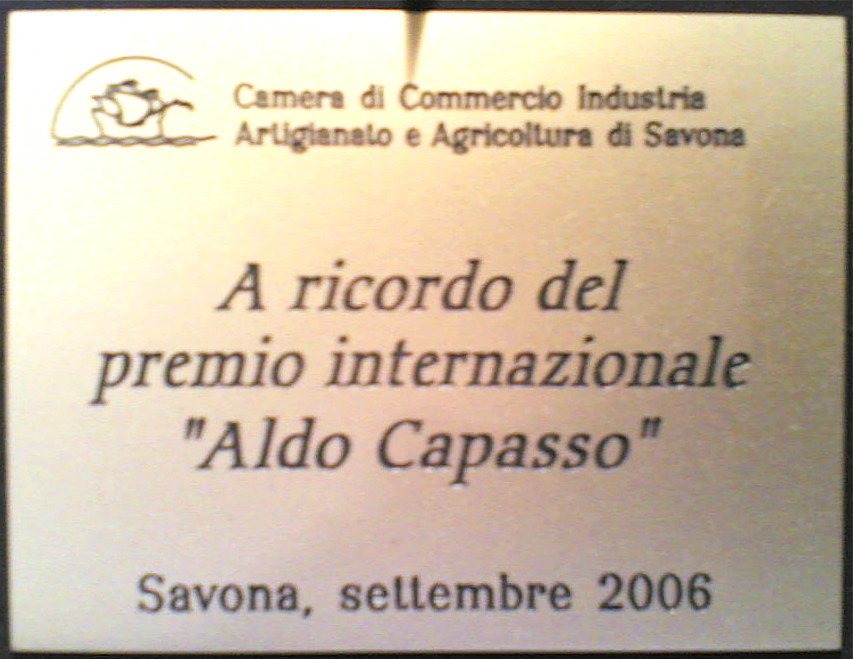 Camera di Commercio Industria
Artigianato e Agricoltura di Savona
A ricordo del
premio internazionale
"Aldo Capasso"
Savona, settembre 2006